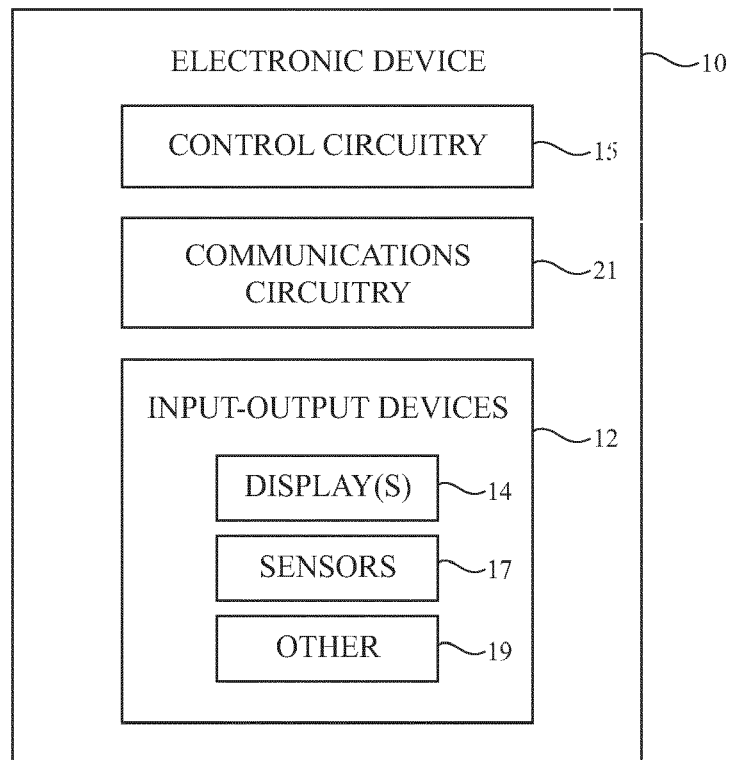 ELECTRONIC DEVICE
10
CONTROL CIRCUITRY
15
COMMUNICATIONS
CIRCUITRY
21
INPUT-OUTPUT DEVICES
12
DISPLAY(S)
14
SENSORS
17
OTHER
19